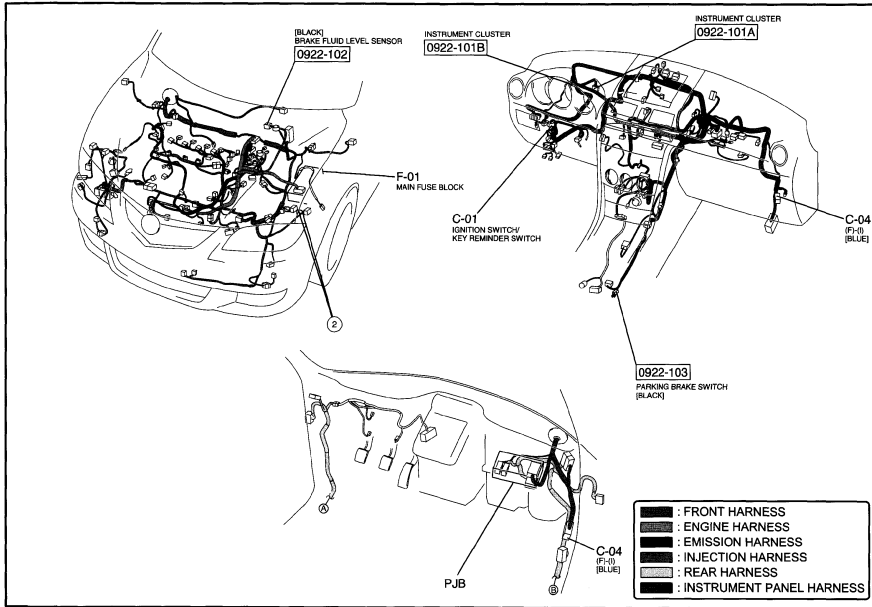 [BLACK]
BRAKE FLUID LEVEL SENSOR
0922-102
INSTRUMENT CLUSTER
0922-101B
INSTRUMENT CLUSTER
0922-101A
F-01
MAIN FUSE BLOCK
C-01
IGNITION SWITCH/
KEY REMINDER SWITCH
C-04
(F)-(I)
[BLUE]
2
0922-103
PARKING BRAKE SWITCH
[BLACK]
A
PJB
C-04
(F)-(I)
[BLUE]
B
: FRONT HARNESS
: ENGINE HARNESS
: EMISSION HARNESS
: INJECTION HARNESS
: REAR HARNESS
: INSTRUMENT PANEL HARNESS